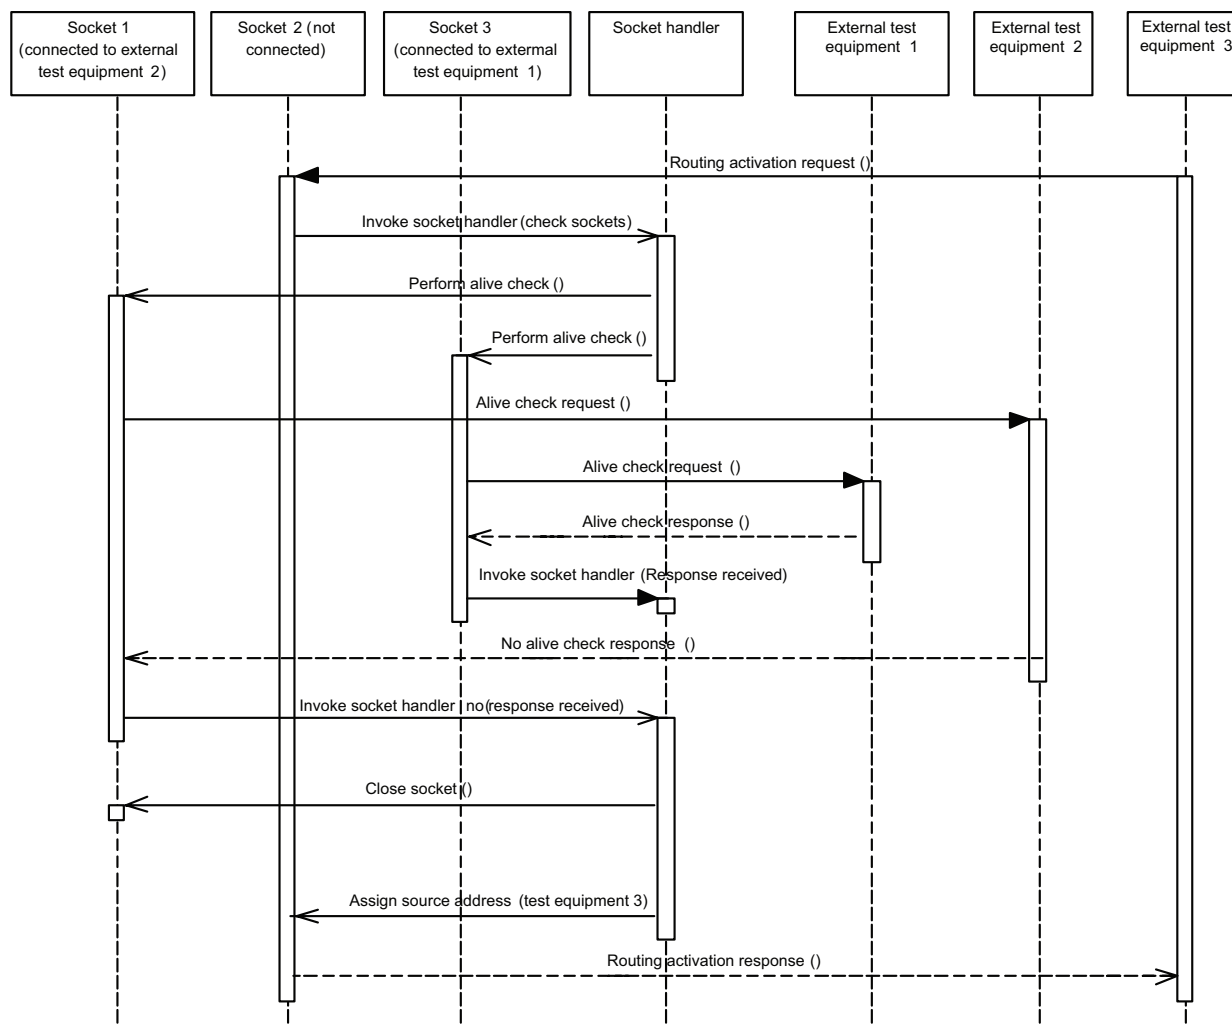 Socket 1
(connected to external
test equipment 2)
Socket 2 (not
connected)
Socket 3
(connected to extermal
test equipment 1)
Socket handler
External test
equipment 1
External test
equipment 2
External test
equipment 3
Routing activation request ()
Invoke socket handler (check sockets)
Perform alive check ()
Perform alive check ()
Alive check request ()
Alive check request ()
Alive check response ()
Invoke socket handler (Response received)
No alive check response ()
Invoke socket handler no(response received)
Close socket ()
Assign source address (test equipment 3)
Routing activation response ()